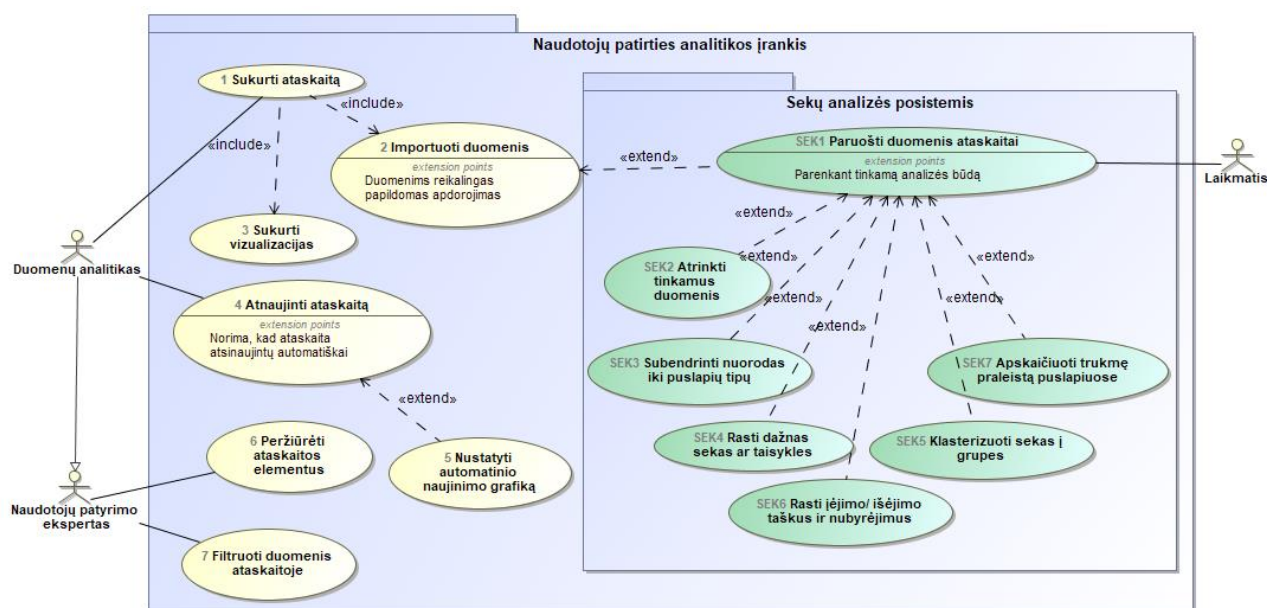 Naudotojų patirties analitikos įrankis
1 Sukurti ataskaitą
«include»
«include»
2 Importuoti duomenis
extension points
Duomenims reikalingas
papildomas apdorojimas
3 Sukurti
vizualizacijas
Duomenų analitikas
4 Atnaujinti ataskaitą
extension points
Norima, kad ataskaita
atsinaujintų automatiškai
«extend»
5 Nustatyti
automatinio
naujinimo grafiką
6 Peržiūrėti
ataskaitos
elementus
Naudotojų patyrimo
ekspertas
7 Filtruoti duomenis
ataskaitoje
Sekų analizės posistemis
«extend»
SEK1 Paruošti duomenis ataskaitai
extension points
Parenkant tinkamą analizės būdą
Laikmatis
«extend»
«extend»
«extend»
«extend»
«extend»
«extend»
SEK2 Atrinkti
tinkamus
duomenis
SEK3 Subendrinti nuorodas
iki puslapių tipų
SEK7 Apskaičiuoti trukmę
praleistą puslapiuose
SEK4 Rasti dažnas
sekas ar taisykles
SEK5 Klasterizuoti sekas į
grupes
SEK6 Rasti įėjimo/ išėjimo
taškus ir nubyrėjimus